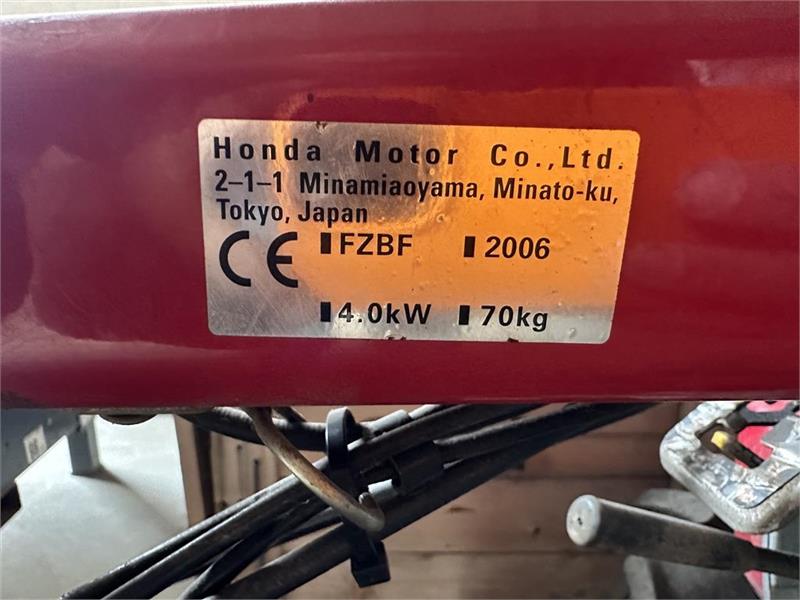 Honda Motor Co., Ltd.
2-1-1 Minamiaoyama, Minato-ku,
Tokyo, Japan
CE FZBF 2006
4.0kW 70kg